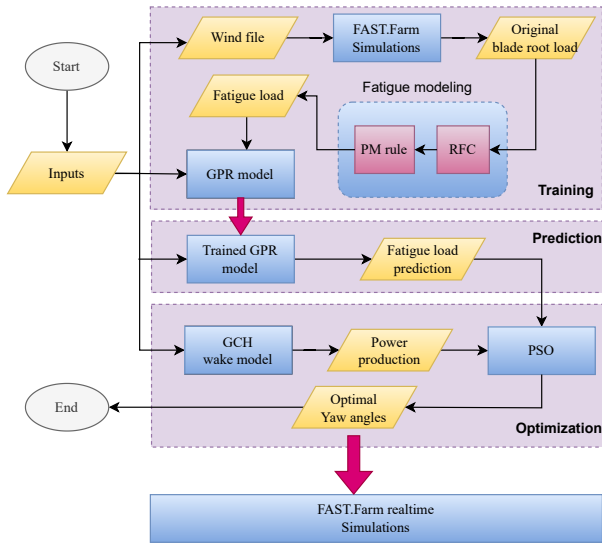 Start
Wind file
FAST.Farm
Simulations
Original
blade root load
Fatigue load
Fatigue modeling
PM rule
RFC
Inputs
GPR model
Training
Prediction
Trained GPR
model
Fatigue load
prediction
GCH
wake model
Power
production
PSO
End
Optimal
Yaw angles
Optimization
FAST.Farm realtime
Simulations